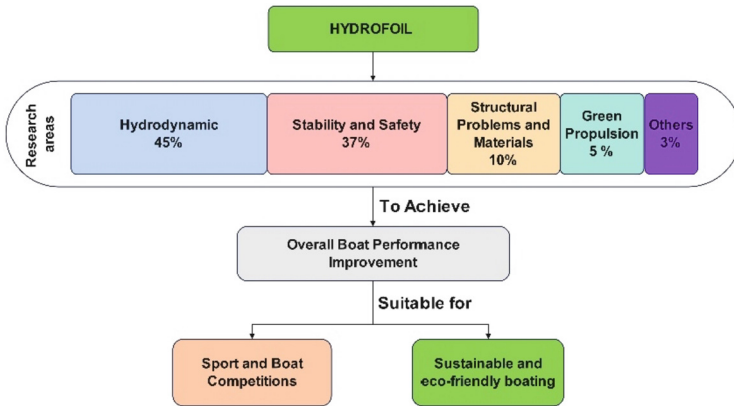 HYDROFOIL
Research
areas
Hydrodynamic
45%
Stability and Safety
37%
Structural
Problems and
Materials
10%
Green
Propulsion
5 %
Others
3%
To Achieve
Overall Boat Performance
Improvement
Suitable for
Sport and Boat
Competitions
Sustainable and
eco-friendly boating